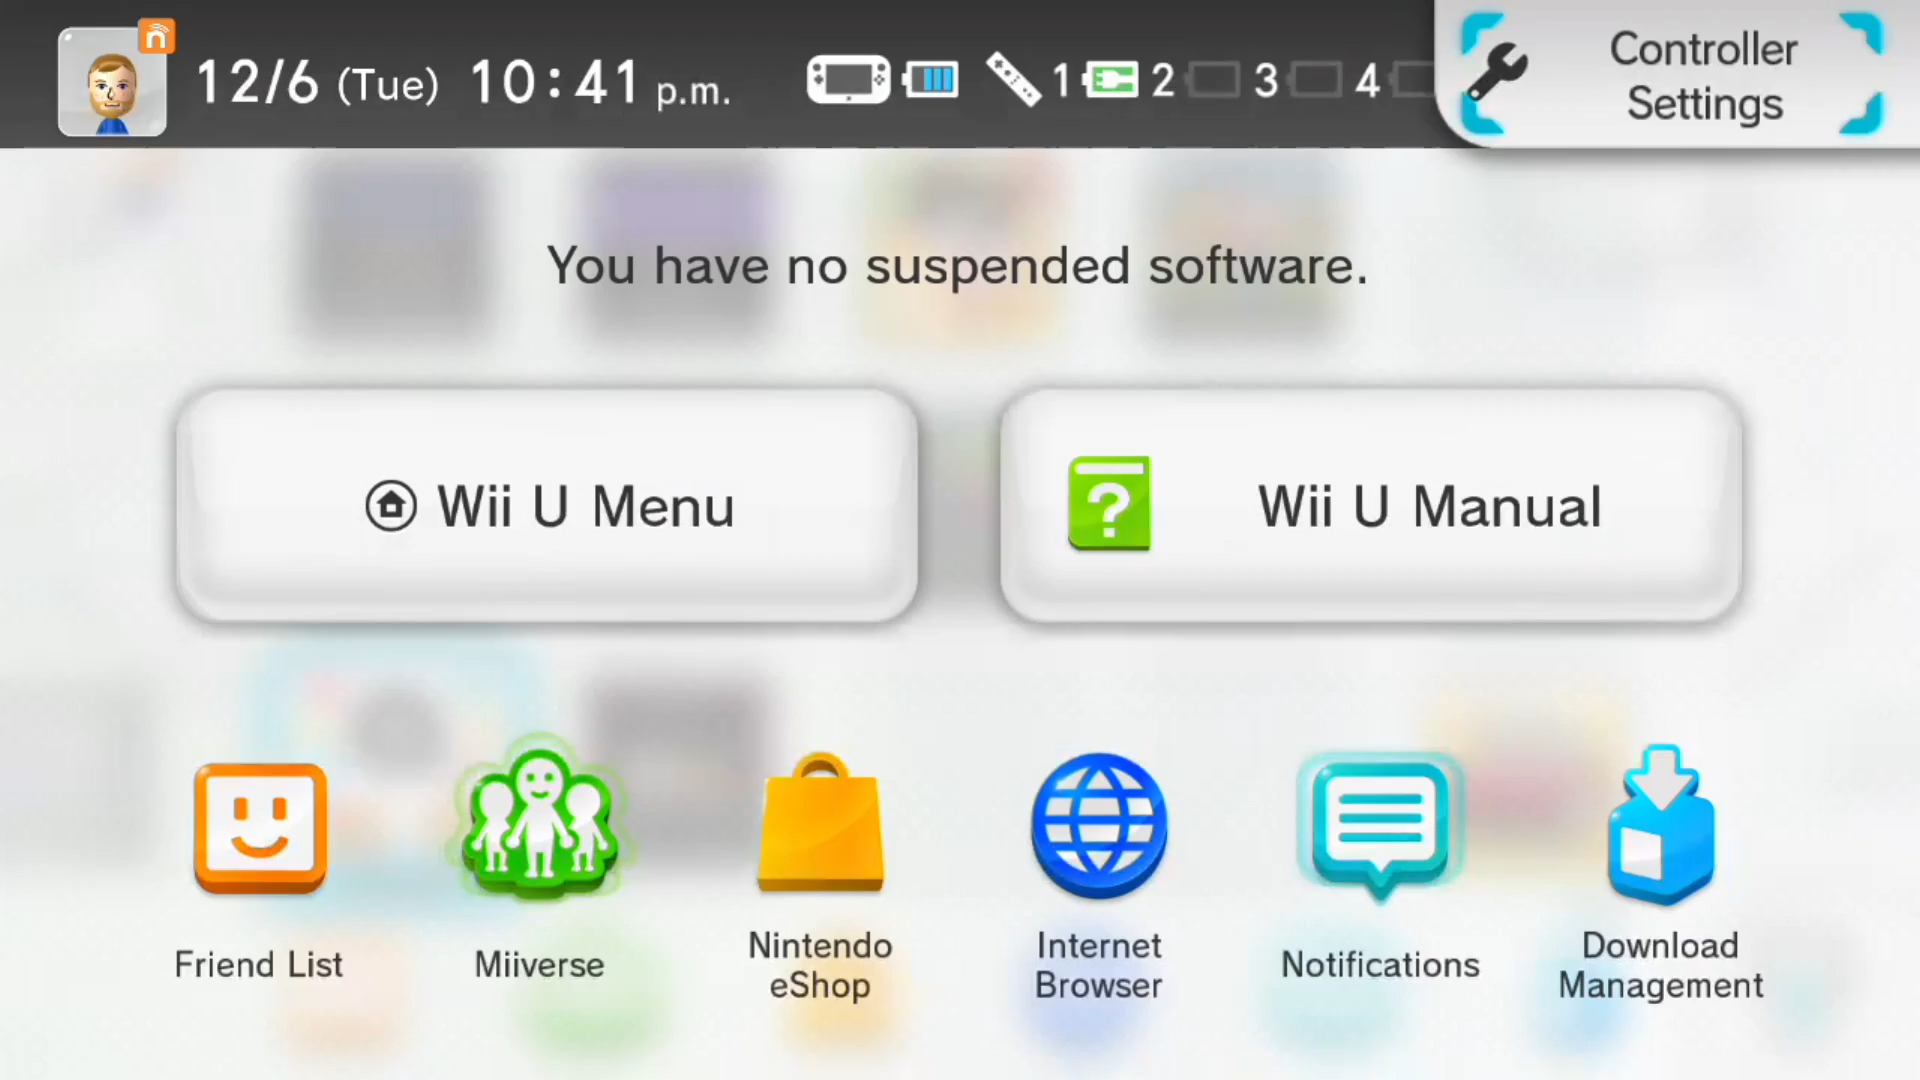 12/6 (Tue) 10:41 p.m. 1 2 3 4
Controller
Settings
You have no suspended software.
Wii U Menu
? Wii U Manual
Friend List
Miiverse
Nintendo
eShop
Internet
Browser
Notifications
Download
Management